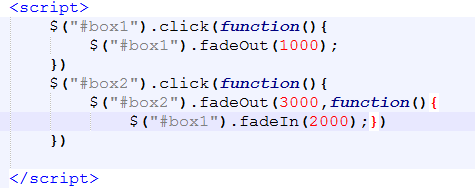 <script>
$("#box1").click(function(){
$("#box1").fadeOut(1000);
})
$("#box2").click(function(){
$("#box2").fadeOut(3000,function(){
$("#box1").fadeIn(2000);})
})
</script>